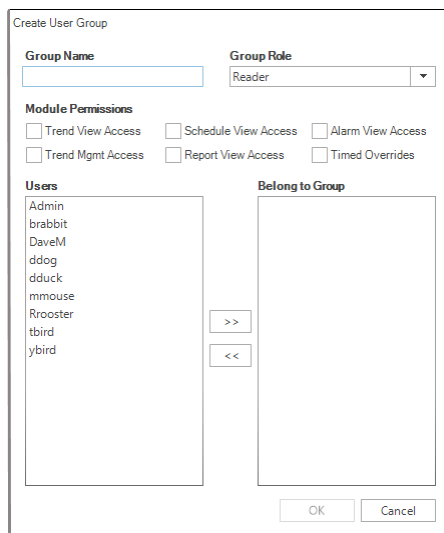 Create User Group
Group Name Group Role
Reader
Module Permissions
Trend View Access Schedule View Access Alarm View Access
Trend Mgmt Access Report View Access Timed Overrides
Users Belong to Group
Admin
brabbit
DaveM
ddog
dduck
mmouse
Rrooster
tbird
ybird
>>
<<
OK Cancel